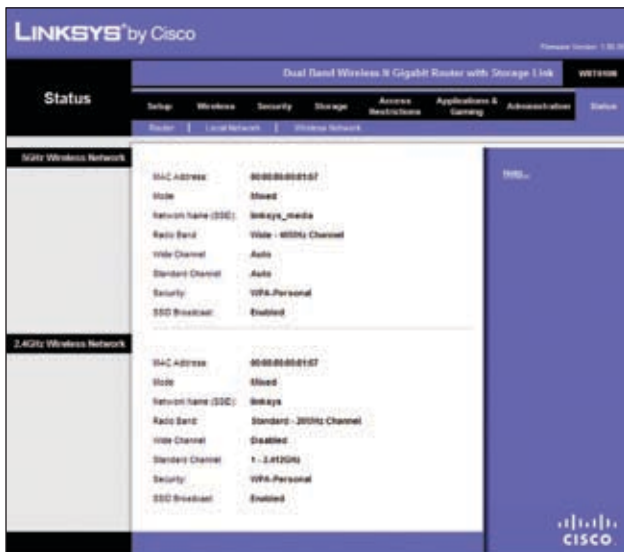 LINKSYS® by Cisco
Firmware Version:
Dual Band Wireless-N Gigabit Router with Storage Link
Status
Setup Wireless Security Storage Access Restrictions Applications & Gaming Administration Status
Router | Local Network | Wireless Network
5GHz Wireless Network
MAC Address:
Mode: Mixed
Network Name (SSID): linksys_media
Radio Band: Wide - 40GHz Channel
Wide Channel: Auto
Standard Channel: Auto
Security: WPA-Personal
SSID Broadcast: Enabled
Help...
2.4GHz Wireless Network
MAC Address:
Mode: Mixed
Network Name (SSID): linksys
Radio Band: Standard - 20GHz Channel
Wide Channel: Disabled
Standard Channel: 1 - 2.412GHz
Security: WPA-Personal
SSID Broadcast: Enabled
CISCO